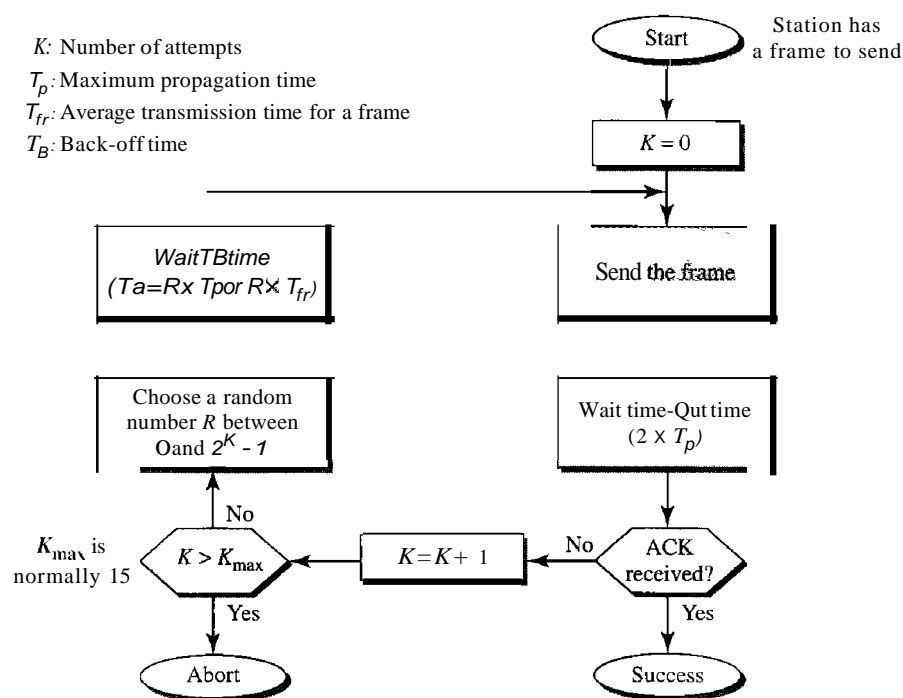 K: Number of attempts
Tp: Maximum propagation time
Tfr: Average transmission time for a frame
TB: Back-off time
Start
Station has
a frame to send
K = 0
WaitTBtime
(Ta=Rx Tpor R× Tfr)
Send the frame
Choose a random
number R between
Oand 2^K - 1
Wait time-Qut time
(2 × Tp)
No
Kmax is
normally 15
K > Kmax
K=K+ 1
No
ACK
received?
Yes
Yes
Abort
Success